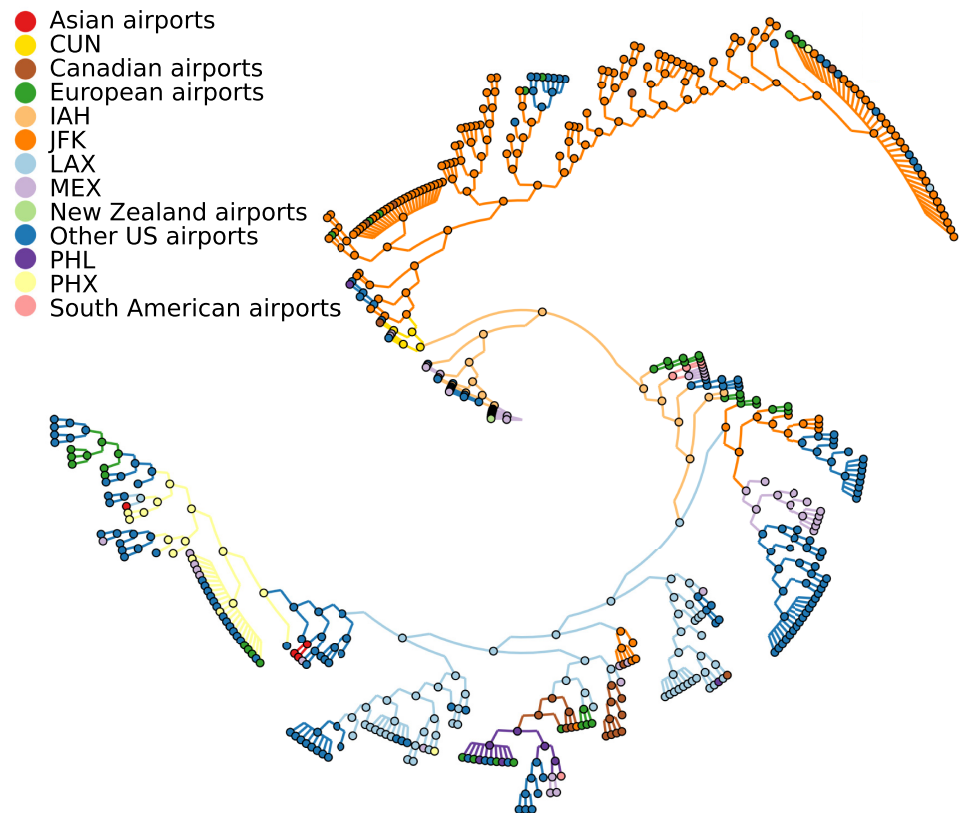 Asian airports
CUN
Canadian airports
European airports
IAH
JFK
LAX
MEX
New Zealand airports
Other US airports
PHL
PHX
South American airports